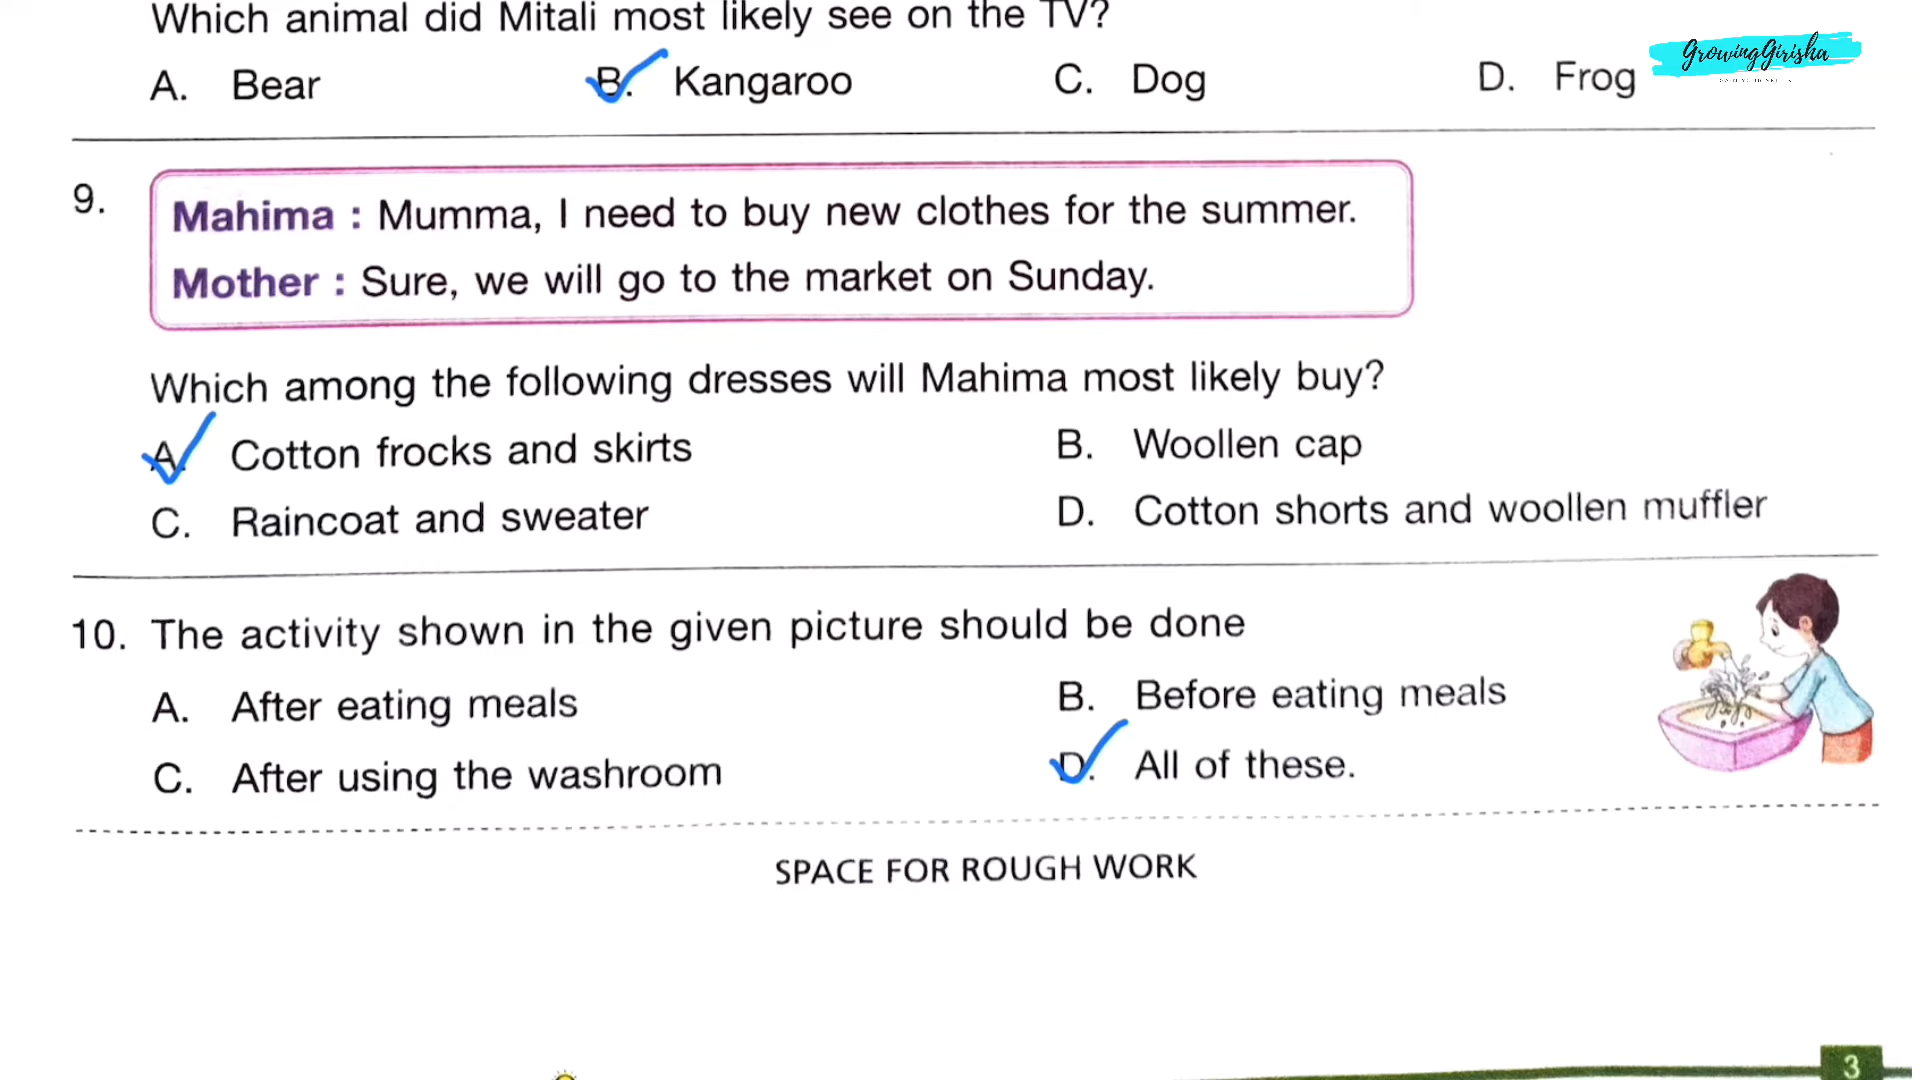 Which animal did Mitali most likely see on the TV?
A. Bear B. Kangaroo C. Dog D. Frog
GrowingGirisha
9. Mahima : Mumma, I need to buy new clothes for the summer.
Mother : Sure, we will go to the market on Sunday.
Which among the following dresses will Mahima most likely buy?
A. Cotton frocks and skirts B. Woollen cap
C. Raincoat and sweater D. Cotton shorts and woollen muffler
10. The activity shown in the given picture should be done
A. After eating meals B. Before eating meals
C. After using the washroom D. All of these.
SPACE FOR ROUGH WORK
3